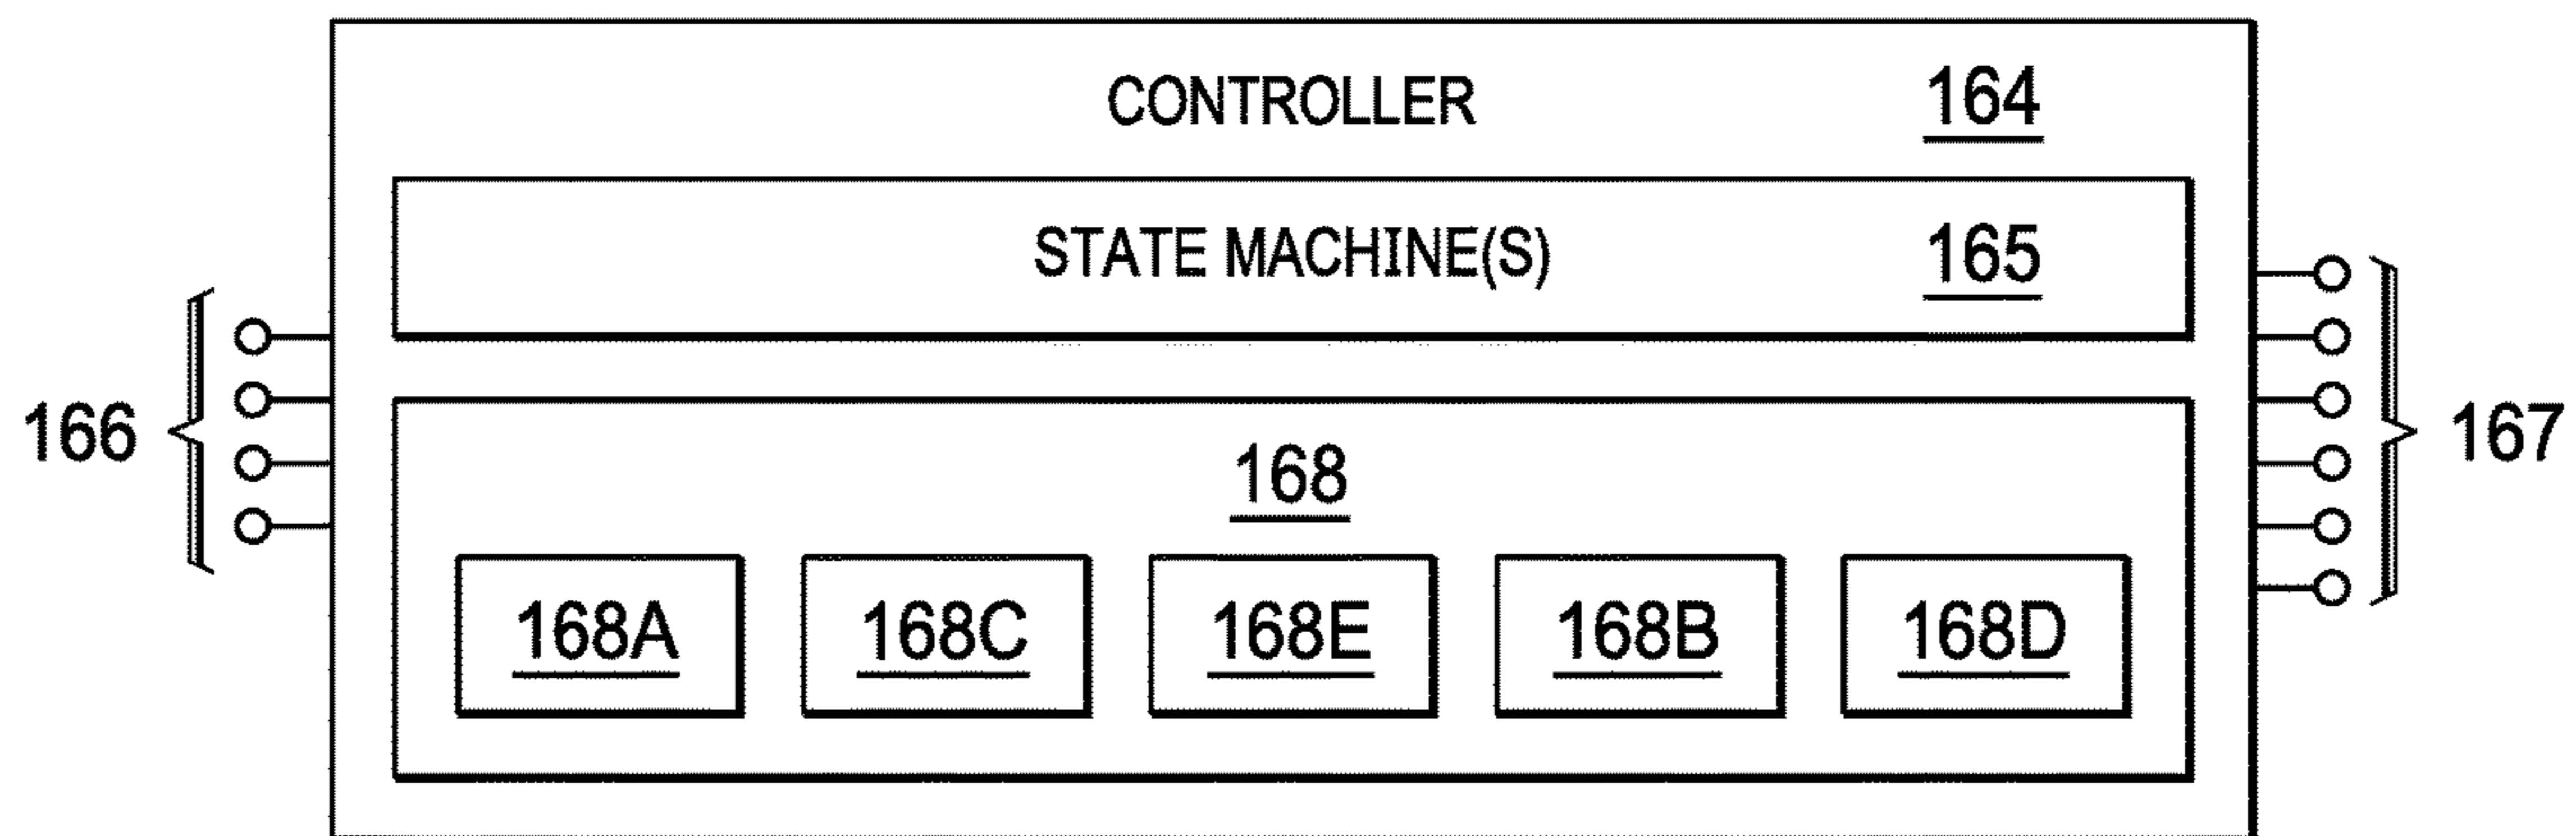 CONTROLLER 164
STATE MACHINE(S) 165
166
167
168
168A 168C 168E 168B 168D